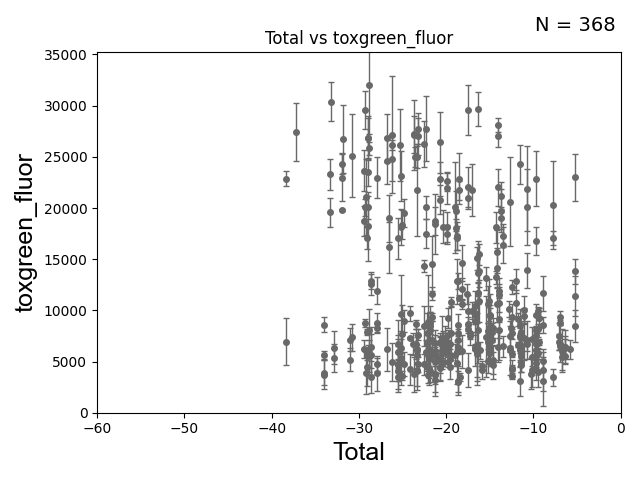 N = 368
Total vs toxgreen_fluor
35000
30000
25000
20000
15000
10000
5000
0
toxgreen_fluor
−60 −50 −40 −30 −20 −10 0
Total